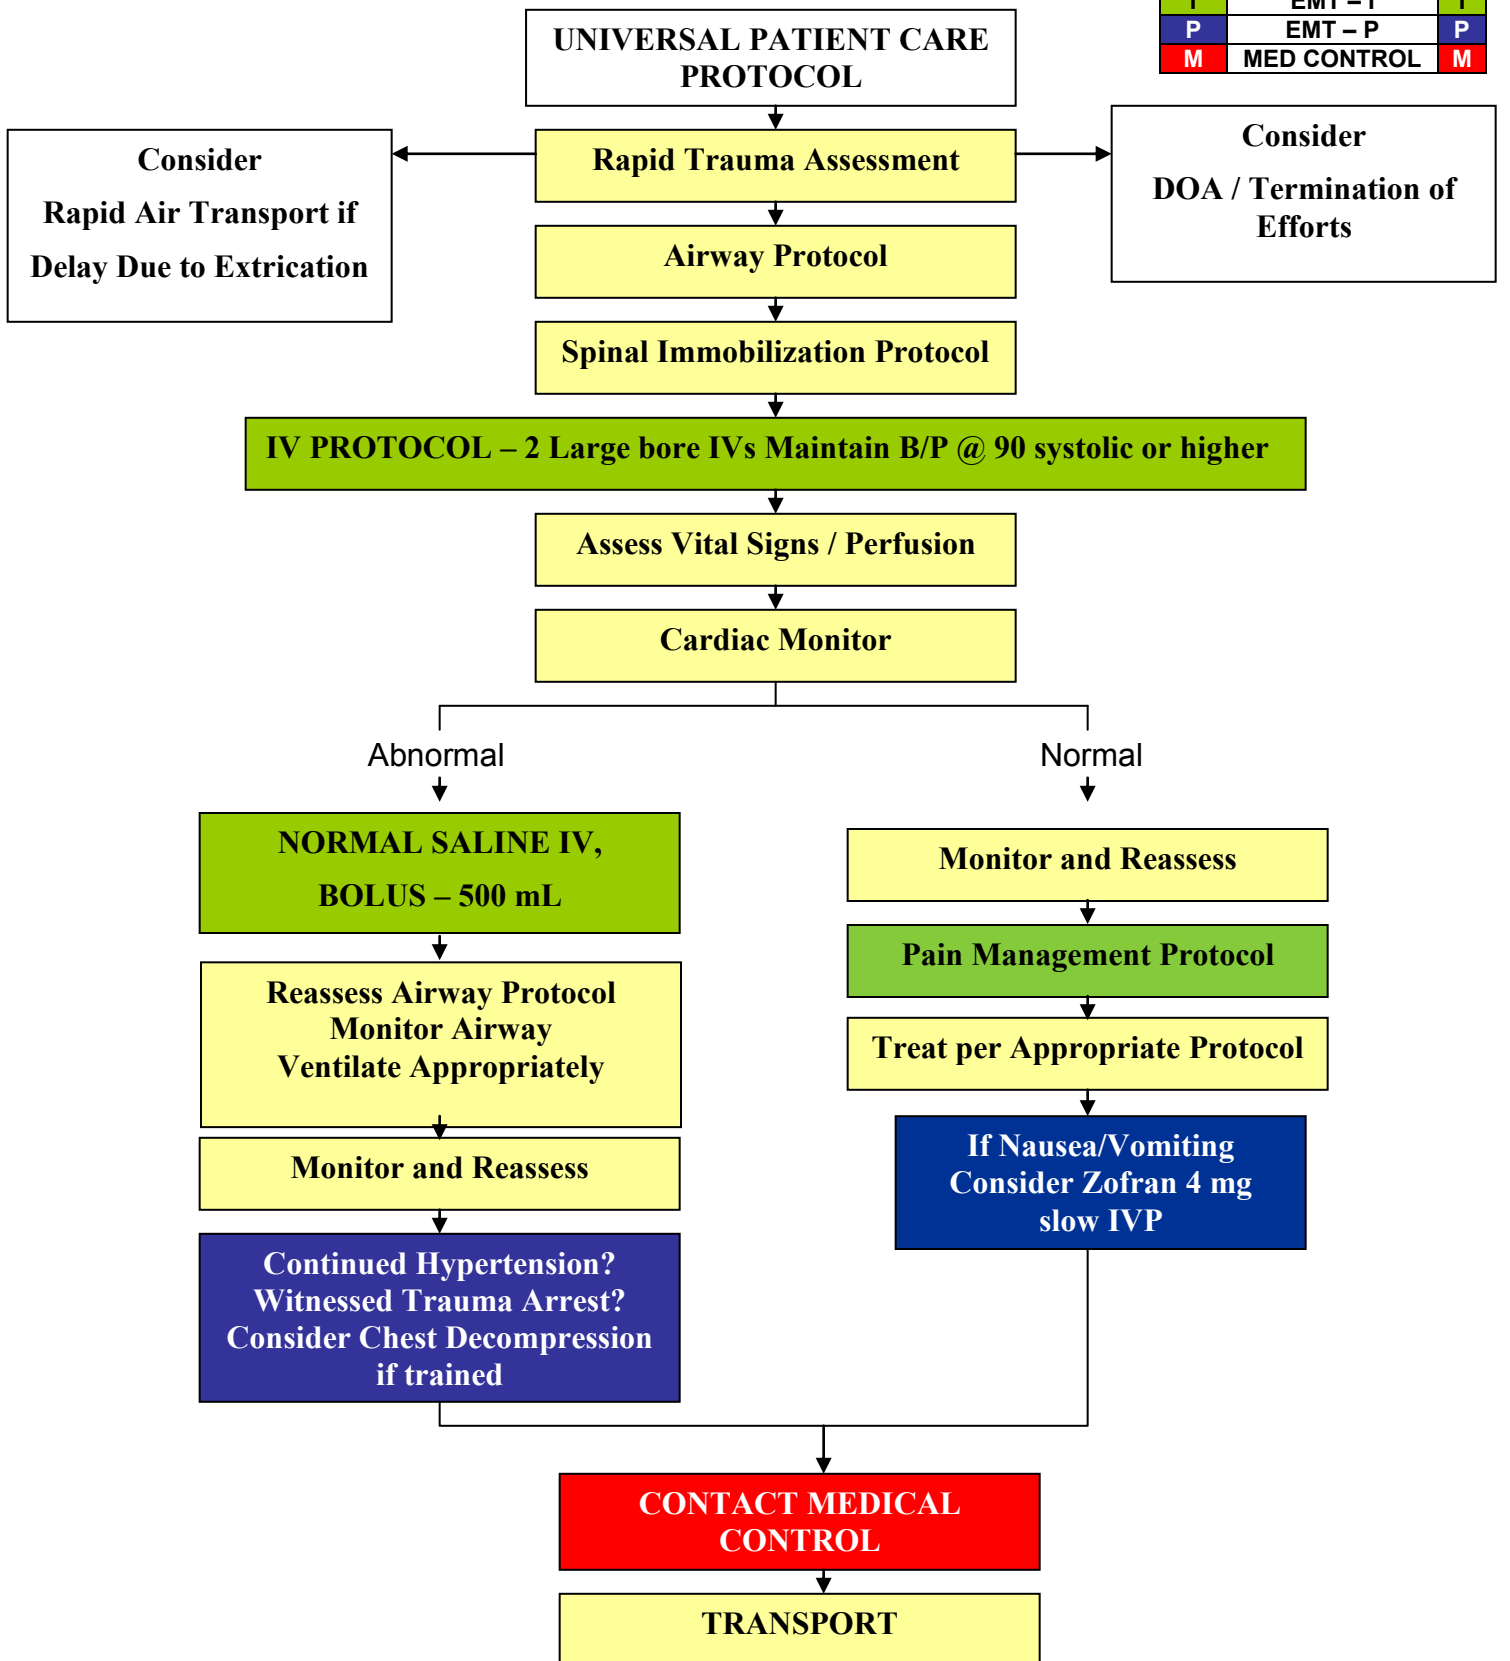 I EMT – I I
P EMT – P P
M MED CONTROL M
UNIVERSAL PATIENT CARE
PROTOCOL
Consider
Rapid Air Transport if
Delay Due to Extrication
Rapid Trauma Assessment
Consider
DOA / Termination of
Efforts
Airway Protocol
Spinal Immobilization Protocol
IV PROTOCOL – 2 Large bore IVs Maintain B/P @ 90 systolic or higher
Assess Vital Signs / Perfusion
Cardiac Monitor
Abnormal
NORMAL SALINE IV,
BOLUS – 500 mL
Reassess Airway Protocol
Monitor Airway
Ventilate Appropriately
Monitor and Reassess
Continued Hypertension?
Witnessed Trauma Arrest?
Consider Chest Decompression
if trained
Normal
Monitor and Reassess
Pain Management Protocol
Treat per Appropriate Protocol
If Nausea/Vomiting
Consider Zofran 4 mg
slow IVP
CONTACT MEDICAL
CONTROL
TRANSPORT